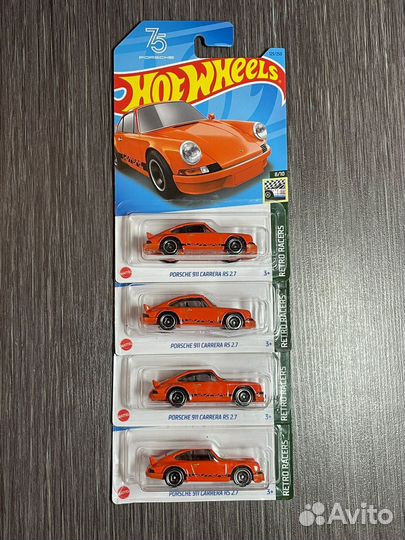 75
PORSCHE
HOT WHEELS
8/10
PORSCHE 911 CARRERA RS 2.7
3+
RETRO RACERS
PORSCHE 911 CARRERA RS 2.7
3+
RETRO RACERS
PORSCHE 911 CARRERA RS 2.7
3+
RETRO RACERS
PORSCHE 911 CARRERA RS 2.7
3+
RETRO RACERS
Avito